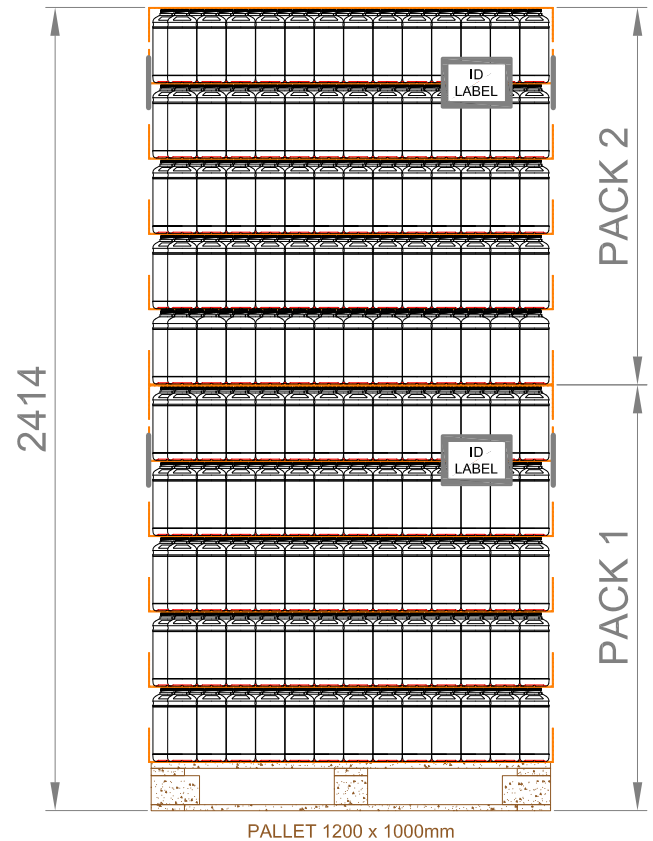 ID
LABEL
PACK 2
2414
ID
LABEL
PACK 1
PALLET 1200 x 1000mm